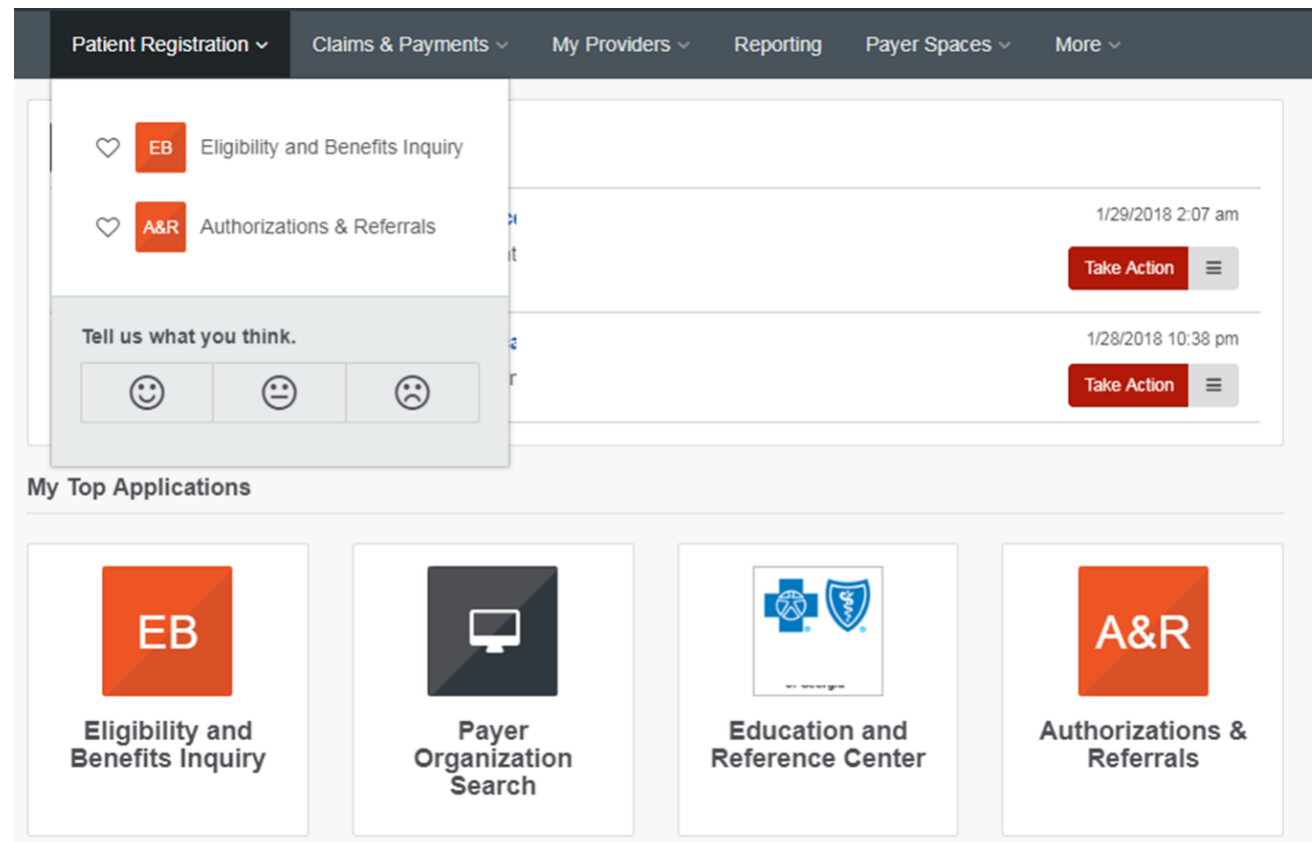 Patient Registration
Claims & Payments
My Providers
Reporting
Payer Spaces
More
EB
Eligibility and Benefits Inquiry
A&R
Authorizations & Referrals
1/29/2018 2:07 am
Take Action
Tell us what you think.
1/28/2018 10:38 pm
Take Action
My Top Applications
EB
Eligibility and
Benefits Inquiry
Payer
Organization
Search
Education and
Reference Center
A&R
Authorizations &
Referrals